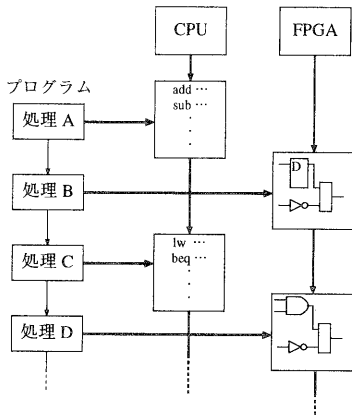 CPU
FPGA
プログラム
add ⋯
sub ⋯
処理 A
D
処理 B
lw ⋯
beq ⋯
処理 C
処理 D